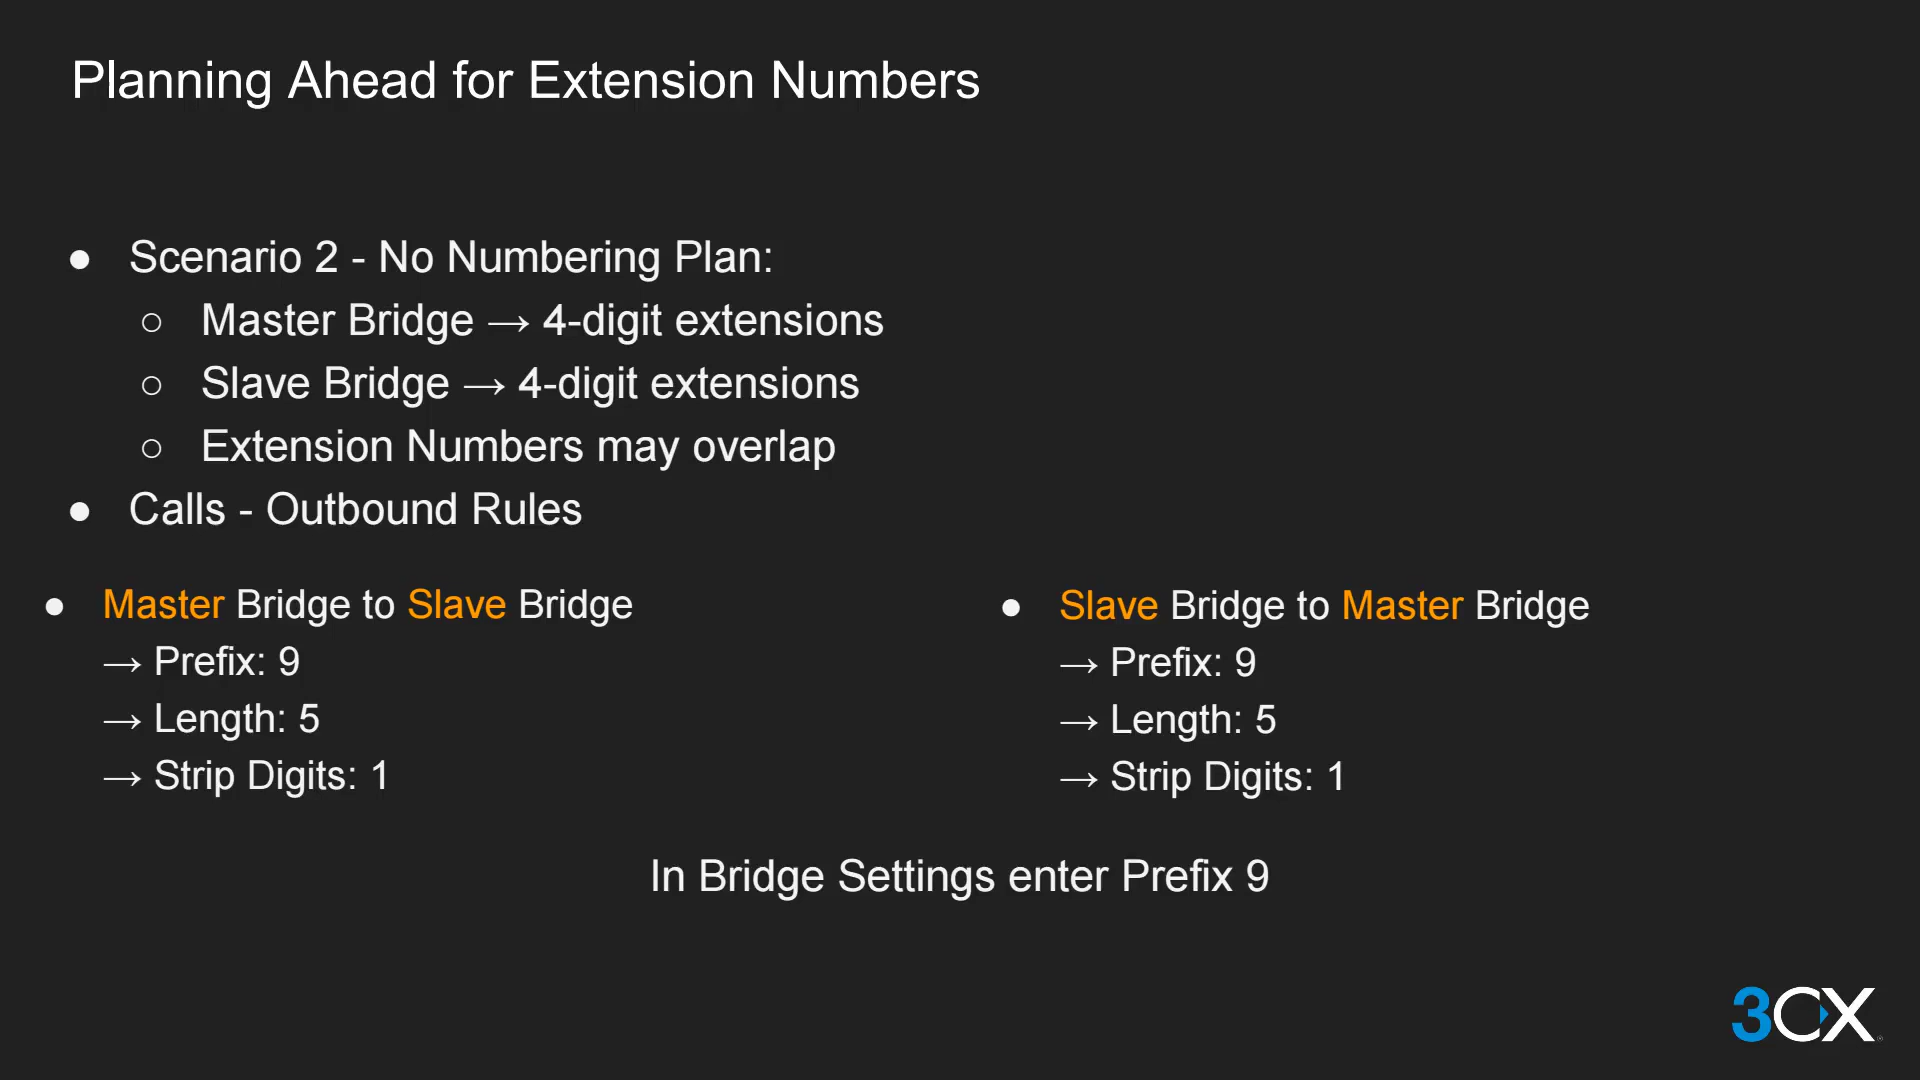 Planning Ahead for Extension Numbers
● Scenario 2 - No Numbering Plan:
○ Master Bridge → 4-digit extensions
○ Slave Bridge → 4-digit extensions
○ Extension Numbers may overlap
● Calls - Outbound Rules
● Master Bridge to Slave Bridge
→ Prefix: 9
→ Length: 5
→ Strip Digits: 1
● Slave Bridge to Master Bridge
→ Prefix: 9
→ Length: 5
→ Strip Digits: 1
In Bridge Settings enter Prefix 9
3CX